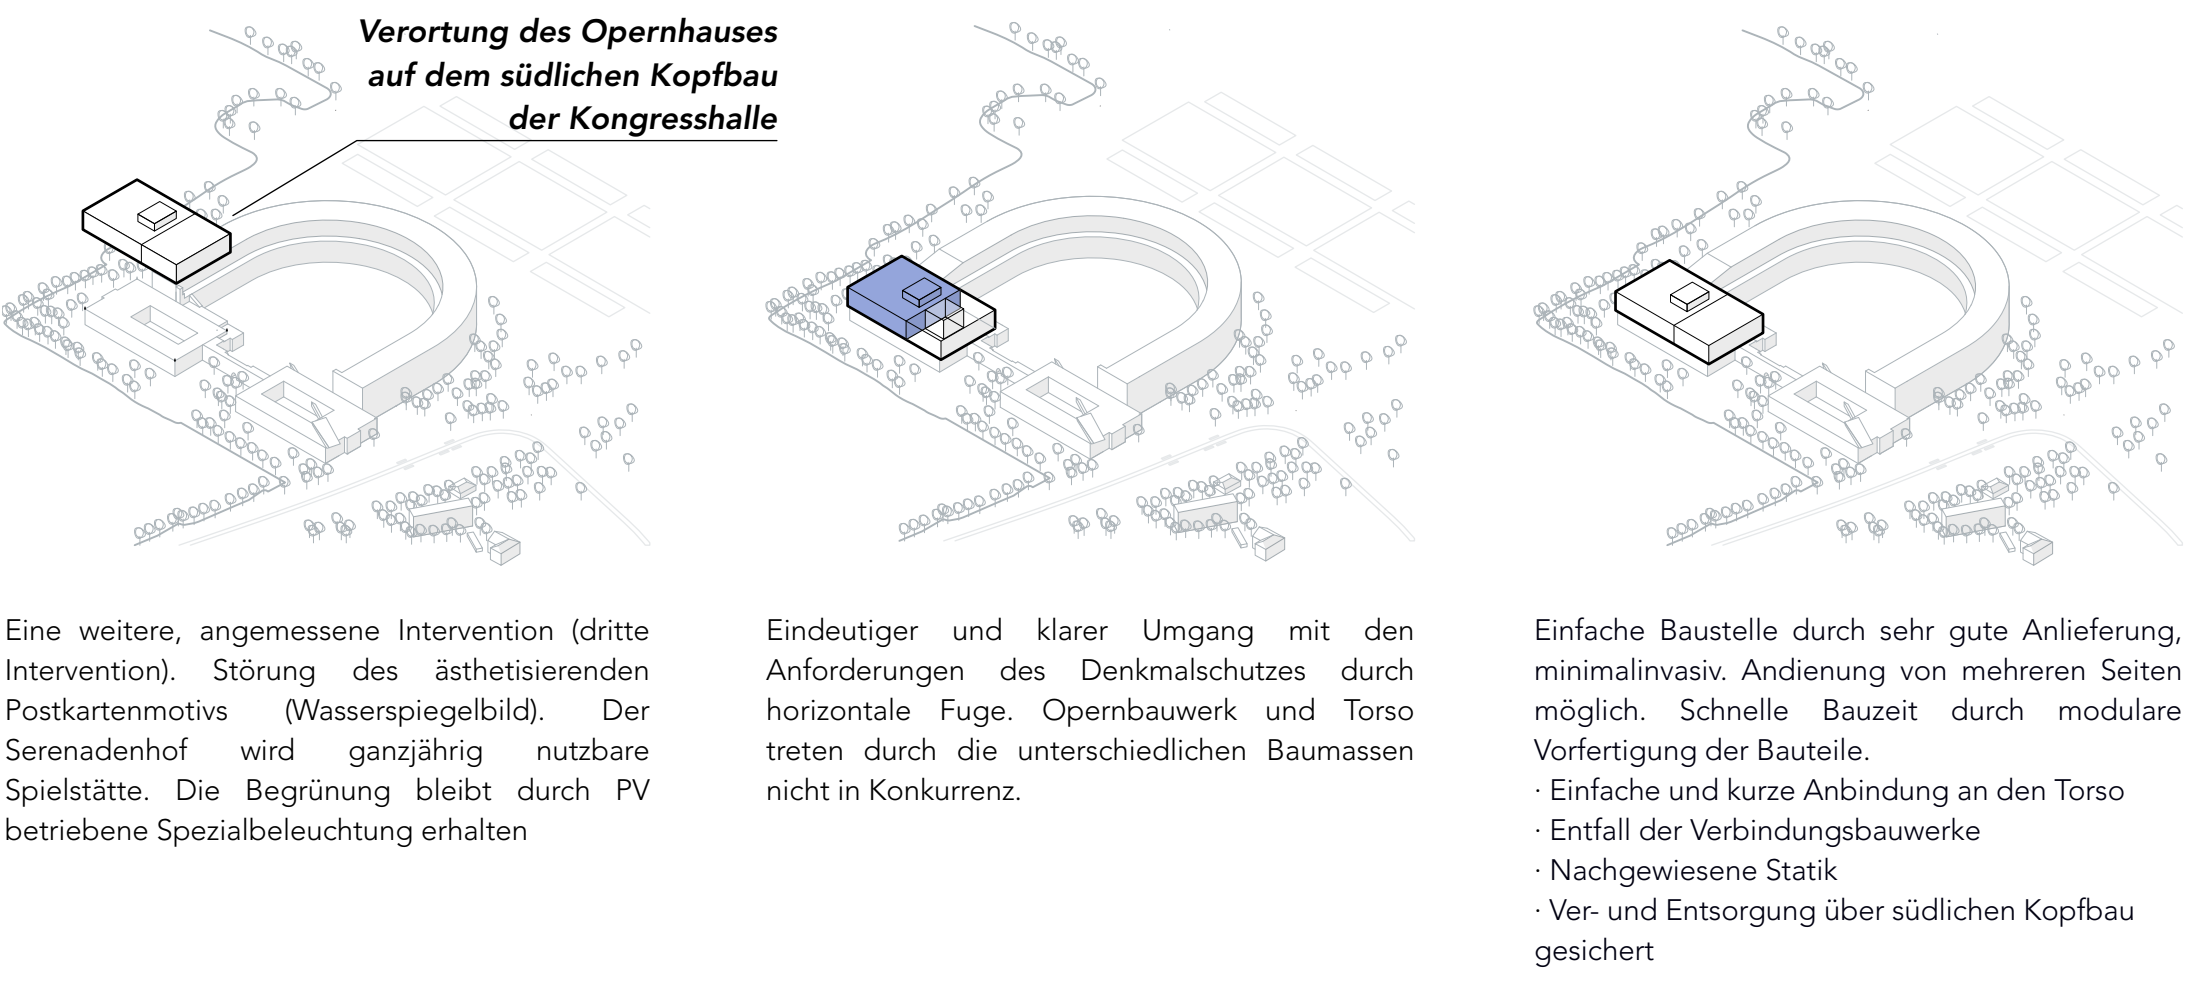 Verortung des Opernhauses
auf dem südlichen Kopfbau
der Kongresshalle
Eine weitere, angemessene Intervention (dritte
Intervention). Störung des ästhetisierenden
Postkartenmotivs (Wasserspiegelbild). Der
Serenadenhof wird ganzjährig nutzbare
Spielstätte. Die Begrünung bleibt durch PV
betriebene Spezialbeleuchtung erhalten
Eindeutiger und klarer Umgang mit den
Anforderungen des Denkmalschutzes durch
horizontale Fuge. Opernbauwerk und Torso
treten durch die unterschiedlichen Baumassen
nicht in Konkurrenz.
Einfache Baustelle durch sehr gute Anlieferung,
minimalinvasiv. Andienung von mehreren Seiten
möglich. Schnelle Bauzeit durch modulare
Vorfertigung der Bauteile.
· Einfache und kurze Anbindung an den Torso
· Entfall der Verbindungsbauwerke
· Nachgewiesene Statik
· Ver- und Entsorgung über südlichen Kopfbau
gesichert